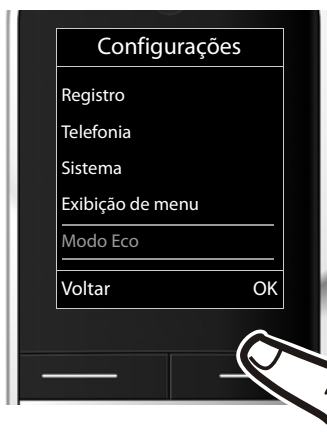 Configurações
Registro
Telefonia
Sistema
Exibição de menu
Modo Eco
Voltar OK